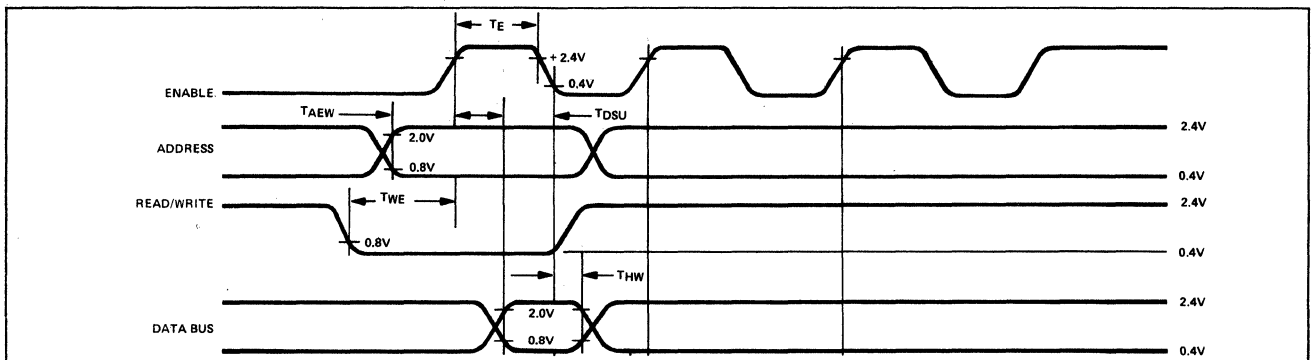 TE
+ 2.4V
0.4V
ENABLE.
TAEW
TDSU
2.0V
2.4V
ADDRESS
0.8V
0.4V
READ/WRITE
TWE
2.4V
0.8V
0.4V
THW
2.4V
2.0V
DATA BUS
0.8V
0.4V